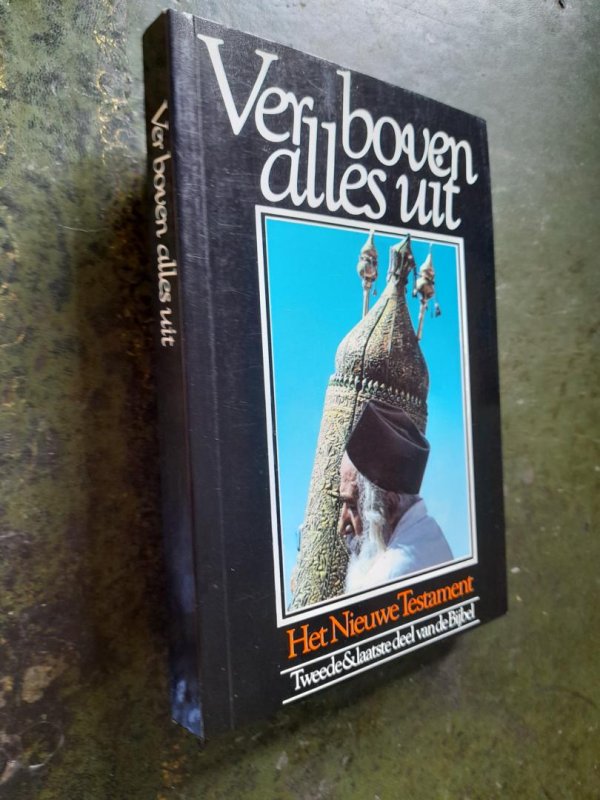 Ver boven
alles uit
Ver boven alles uit
Het Nieuwe Testament
Tweede & laatste deel van de Bijbel